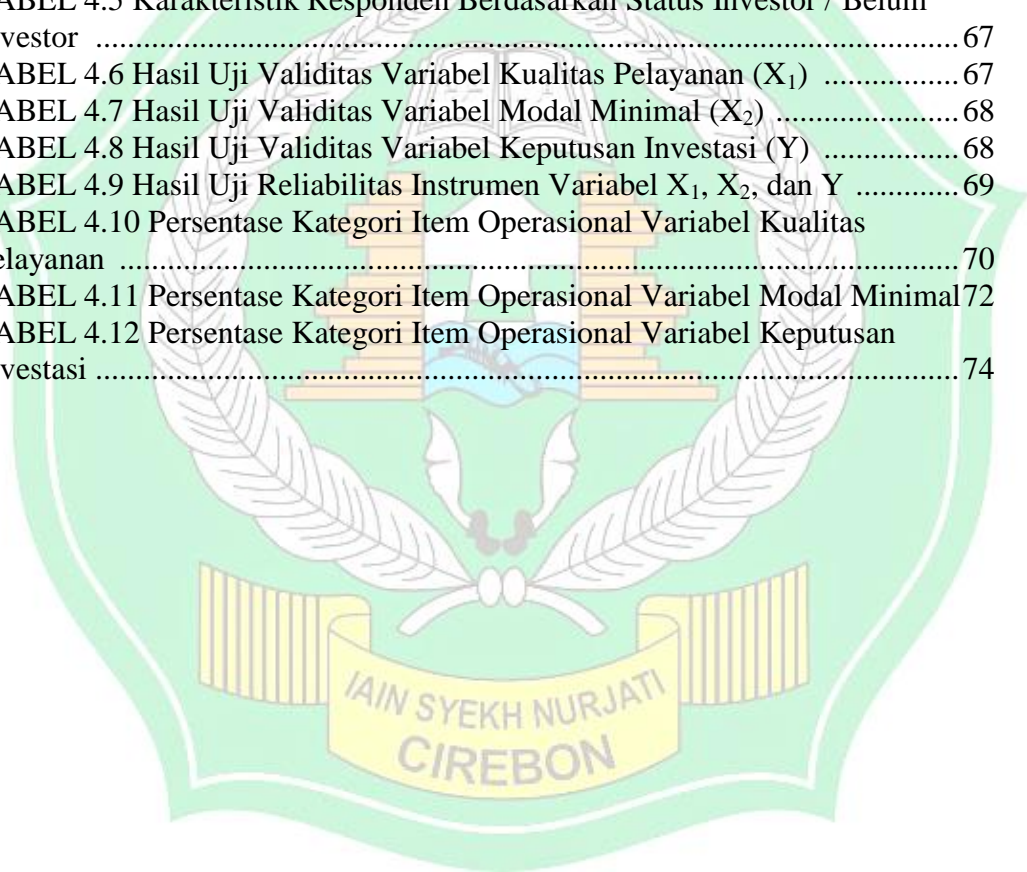 ABEL 4.5 Karakteristik Responden Berdasarkan Status Investor / Belum
vestor ........................................................................................... 67
ABEL 4.6 Hasil Uji Validitas Variabel Kualitas Pelayanan (X₁) .............. 67
ABEL 4.7 Hasil Uji Validitas Variabel Modal Minimal (X₂) ................... 68
ABEL 4.8 Hasil Uji Validitas Variabel Keputusan Investasi (Y) .............. 68
ABEL 4.9 Hasil Uji Reliabilitas Instrumen Variabel X₁, X₂, dan Y ............. 69
ABEL 4.10 Persentase Kategori Item Operasional Variabel Kualitas
elayanan ........................................................................................ 70
ABEL 4.11 Persentase Kategori Item Operasional Variabel Modal Minimal72
ABEL 4.12 Persentase Kategori Item Operasional Variabel Keputusan
vestasi ........................................................................................... 74
IAIN SYEKH NURJATI
CIREBON